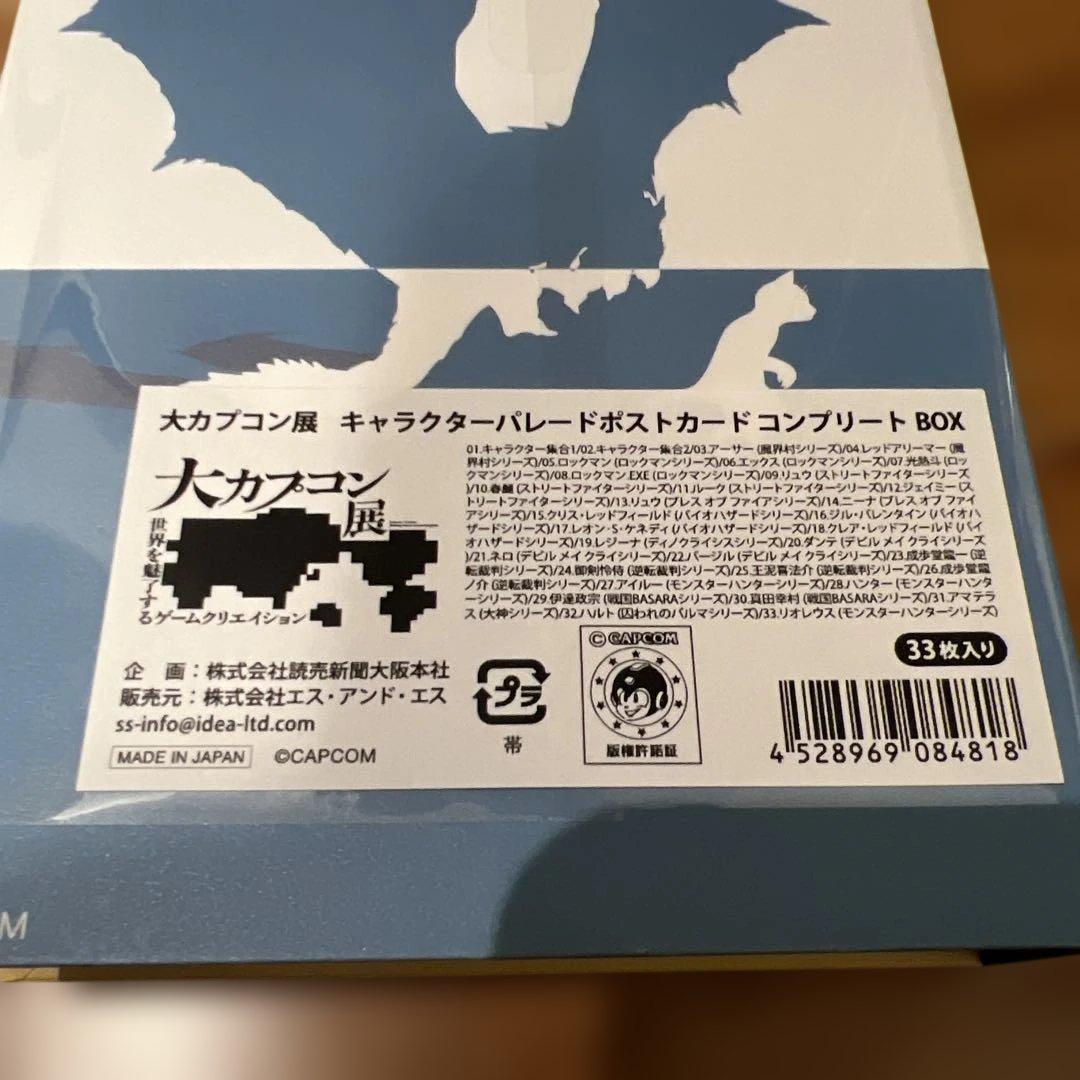 大カプコン展 キャラクターパレードポストカード コンプリート BOX
大カプコン展
世界を魅了する
ゲームクリエイション
01.キャラクター集合1/02.キャラクター集合2/03.アーサー (魔界村シリーズ)/04.レッドアリーマー (魔
界村シリーズ)/05.ロックマン (ロックマンシリーズ)/06.エックス (ロックマンシリーズ)/07.光熱斗 (ロッ
クマンシリーズ)/08.ロックマン.EXE (ロックマンシリーズ)/09.リュウ (ストリートファイターシリーズ
)/10.春麗 (ストリートファイターシリーズ)/11.ルーク (ストリートファイターシリーズ)/12.ジェイミー (ス
トリートファイターシリーズ)/13.リュウ (ブレス オブ ファイアシリーズ)/14.ニーナ (ブレス オブ ファイ
アシリーズ)/15.クリス・レッドフィールド (バイオハザードシリーズ)/16.ジル・バレンタイン (バイオハ
ザードシリーズ)/17.レオン・S・ケネディ (バイオハザードシリーズ)/18.クレア・レッドフィールド (バイ
オハザードシリーズ)/19.レジーナ (ディノクライシスシリーズ)/20.ダンテ (デビル メイ クライシリーズ
)/21.ネロ (デビル メイ クライシリーズ)/22.バージル (デビル メイ クライシリーズ)/23.成歩堂龍一 (逆
転裁判シリーズ)/24.御剣怜侍 (逆転裁判シリーズ)/25.王泥喜法介 (逆転裁判シリーズ)/26.成歩堂龍
ノ介 (逆転裁判シリーズ)/27.アイルー (モンスターハンターシリーズ)/28.ハンター (モンスターハンタ
ーシリーズ)/29.伊達政宗 (戦国BASARAシリーズ)/30.真田幸村 (戦国BASARAシリーズ)/31.アマテラ
ス (大神シリーズ)/32.ハルト (囚われのパルマシリーズ)/33.リオレウス (モンスターハンターシリーズ)
33枚入り
企 画：株式会社読売新聞大阪本社
販売元：株式会社エス・アンド・エス
ss-info@idea-ltd.com
MADE IN JAPAN ©CAPCOM
プラ
帯
© CAPCOM
版権許諾証
4 528969 084818
M